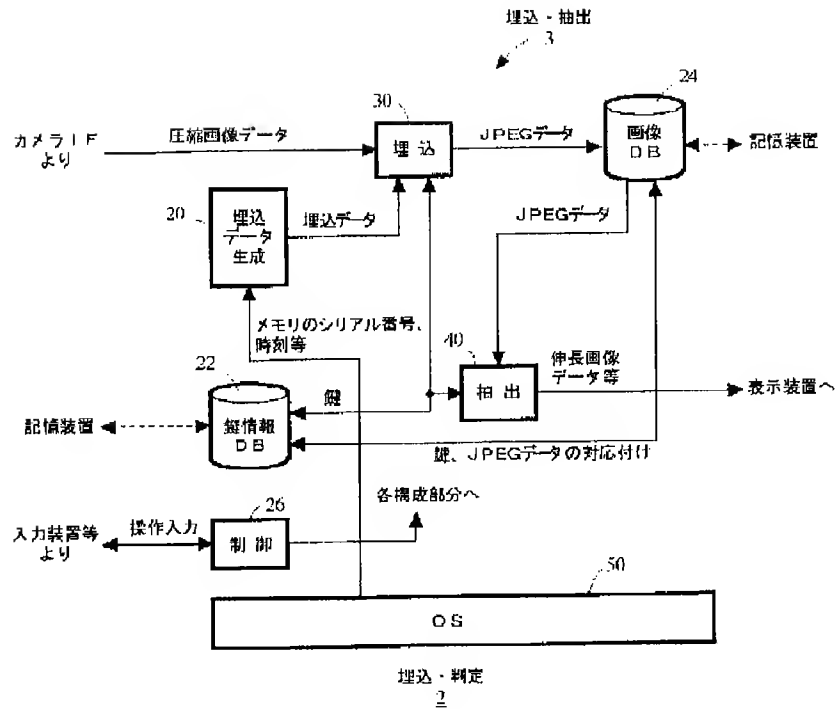 埋込・抽出
3
24
30
カメラIF
より
圧縮画像データ
埋 込
JPEGデータ
画像
DB
記憶装置
20
埋込
データ
生成
埋込データ
JPEGデータ
メモリのシリアル番号、
時刻等
40
伸長画像
データ等
22
鍵
抽 出
表示装置へ
記憶装置
鍵情報
DB
鍵、JPEGデータの対応付け
26
各構成部分へ
入力装置等
より
操作入力
制 御
50
OS
埋込・判定
2